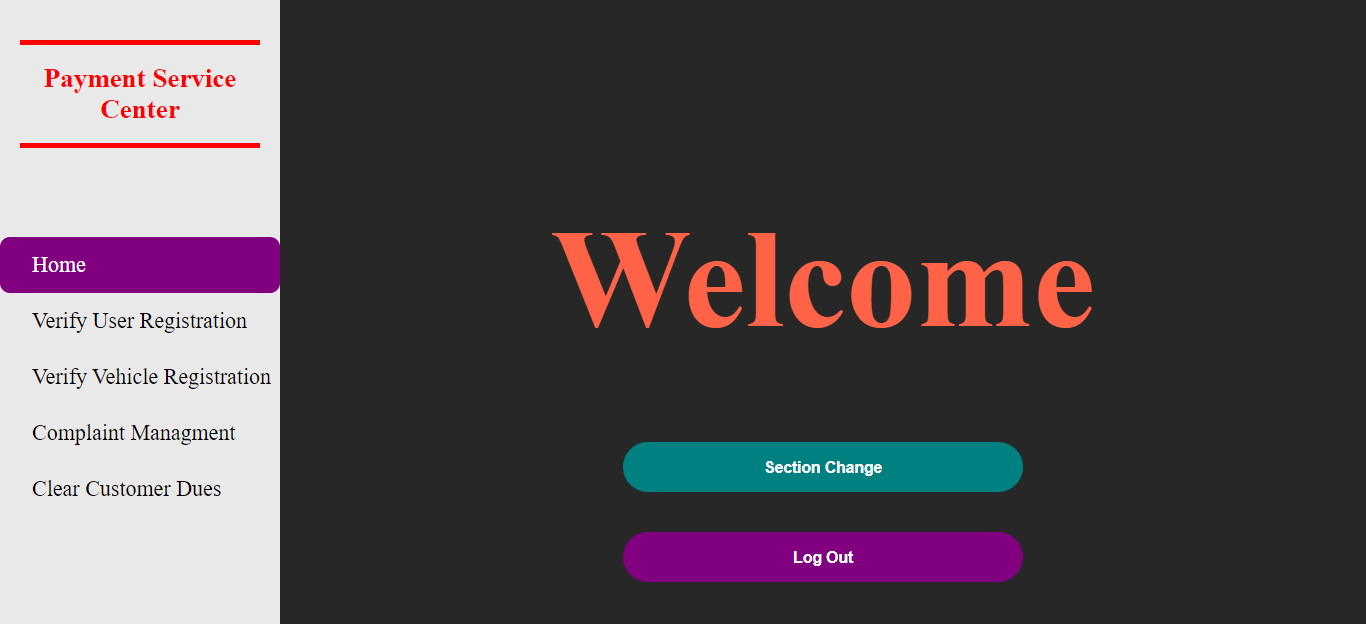 Payment Service
Center
Home
Verify User Registration
Verify Vehicle Registration
Complaint Managment
Clear Customer Dues
Welcome
Section Change
Log Out